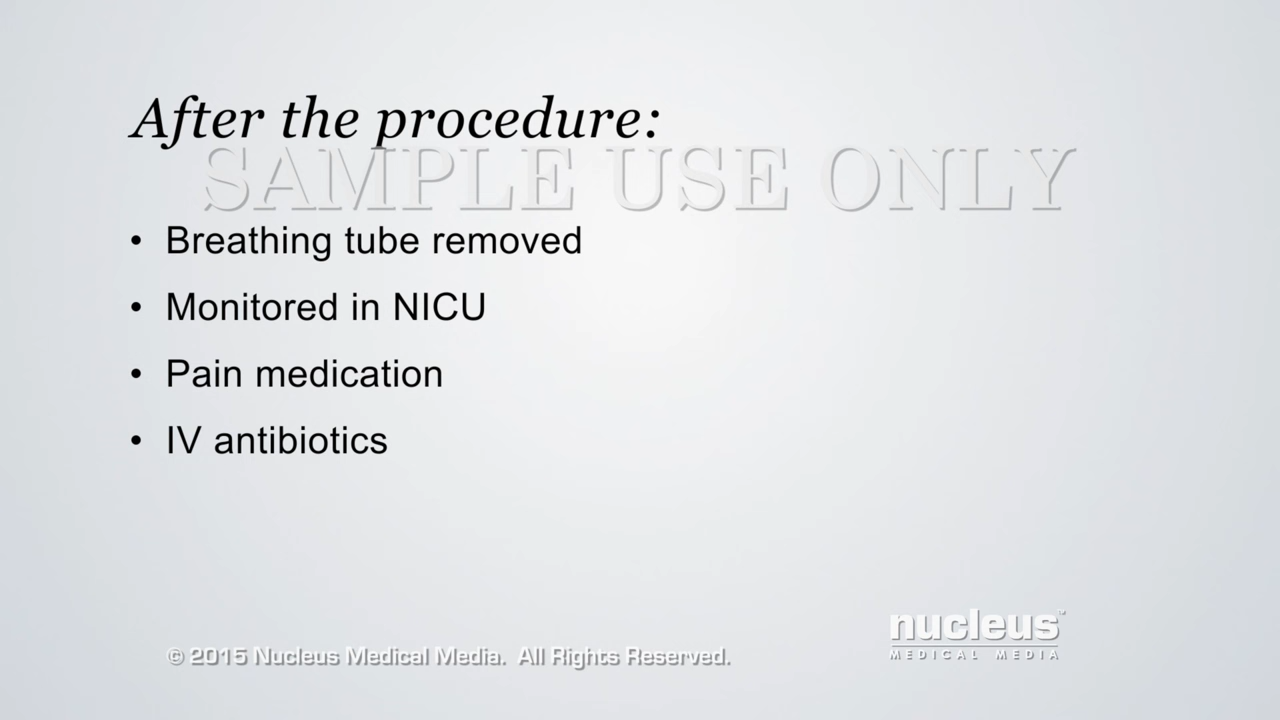 After the procedure:
SAMPLE USE ONLY
• Breathing tube removed
• Monitored in NICU
• Pain medication
• IV antibiotics
nucleus™
MEDICAL MEDIA
© 2015 Nucleus Medical Media. All Rights Reserved.